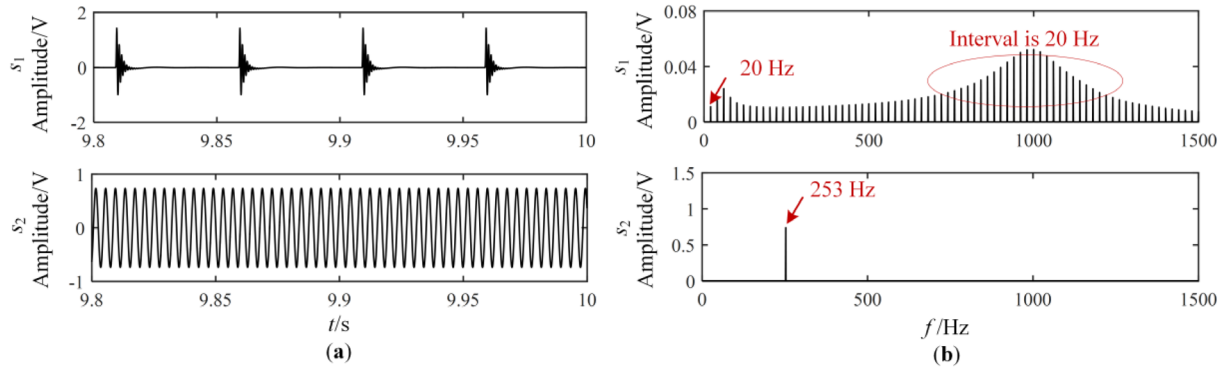 2
0
-2
s1
Amplitude/V
9.8 9.85 9.9 9.95 10
1
0
-1
s2
Amplitude/V
9.8 9.85 9.9 9.95 10
t/s
(a)
0.08
0.04
0
s1
Amplitude/V
Interval is 20 Hz
20 Hz
0 500 1000 1500
1.5
1
0.5
0
s2
Amplitude/V
253 Hz
0 500 1000 1500
f/Hz
(b)